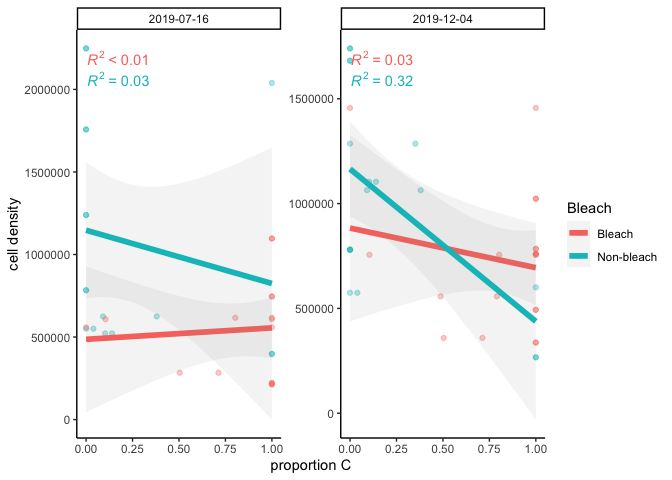 2019-07-16
2019-12-04
R² < 0.01
R² = 0.03
R² = 0.03
R² = 0.32
cell density
2000000
1500000
1000000
500000
0
1500000
1000000
500000
0
0.00 0.25 0.50 0.75 1.00
0.00 0.25 0.50 0.75 1.00
proportion C
Bleach
Bleach
Non-bleach